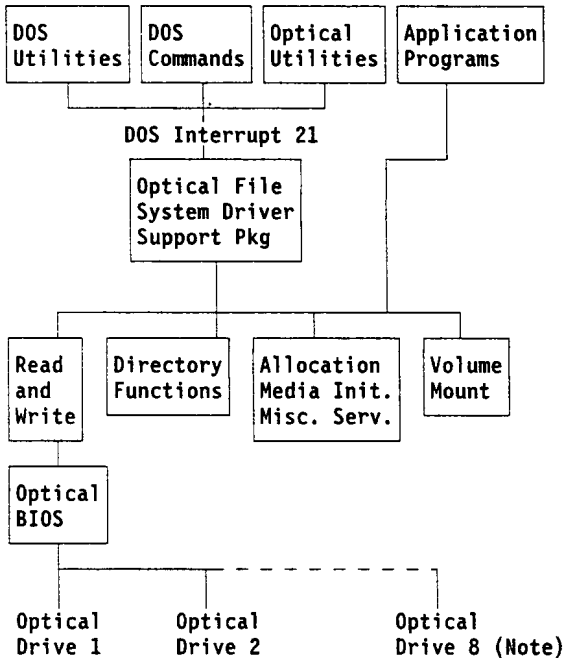 DOS Utilities
DOS Commands
Optical Utilities
Application Programs
DOS Interrupt 21
Optical File
System Driver
Support Pkg
Read and Write
Directory Functions
Allocation Media Init. Misc. Serv.
Volume Mount
Optical BIOS
Optical Drive 1
Optical Drive 2
Optical Drive 8 (Note)